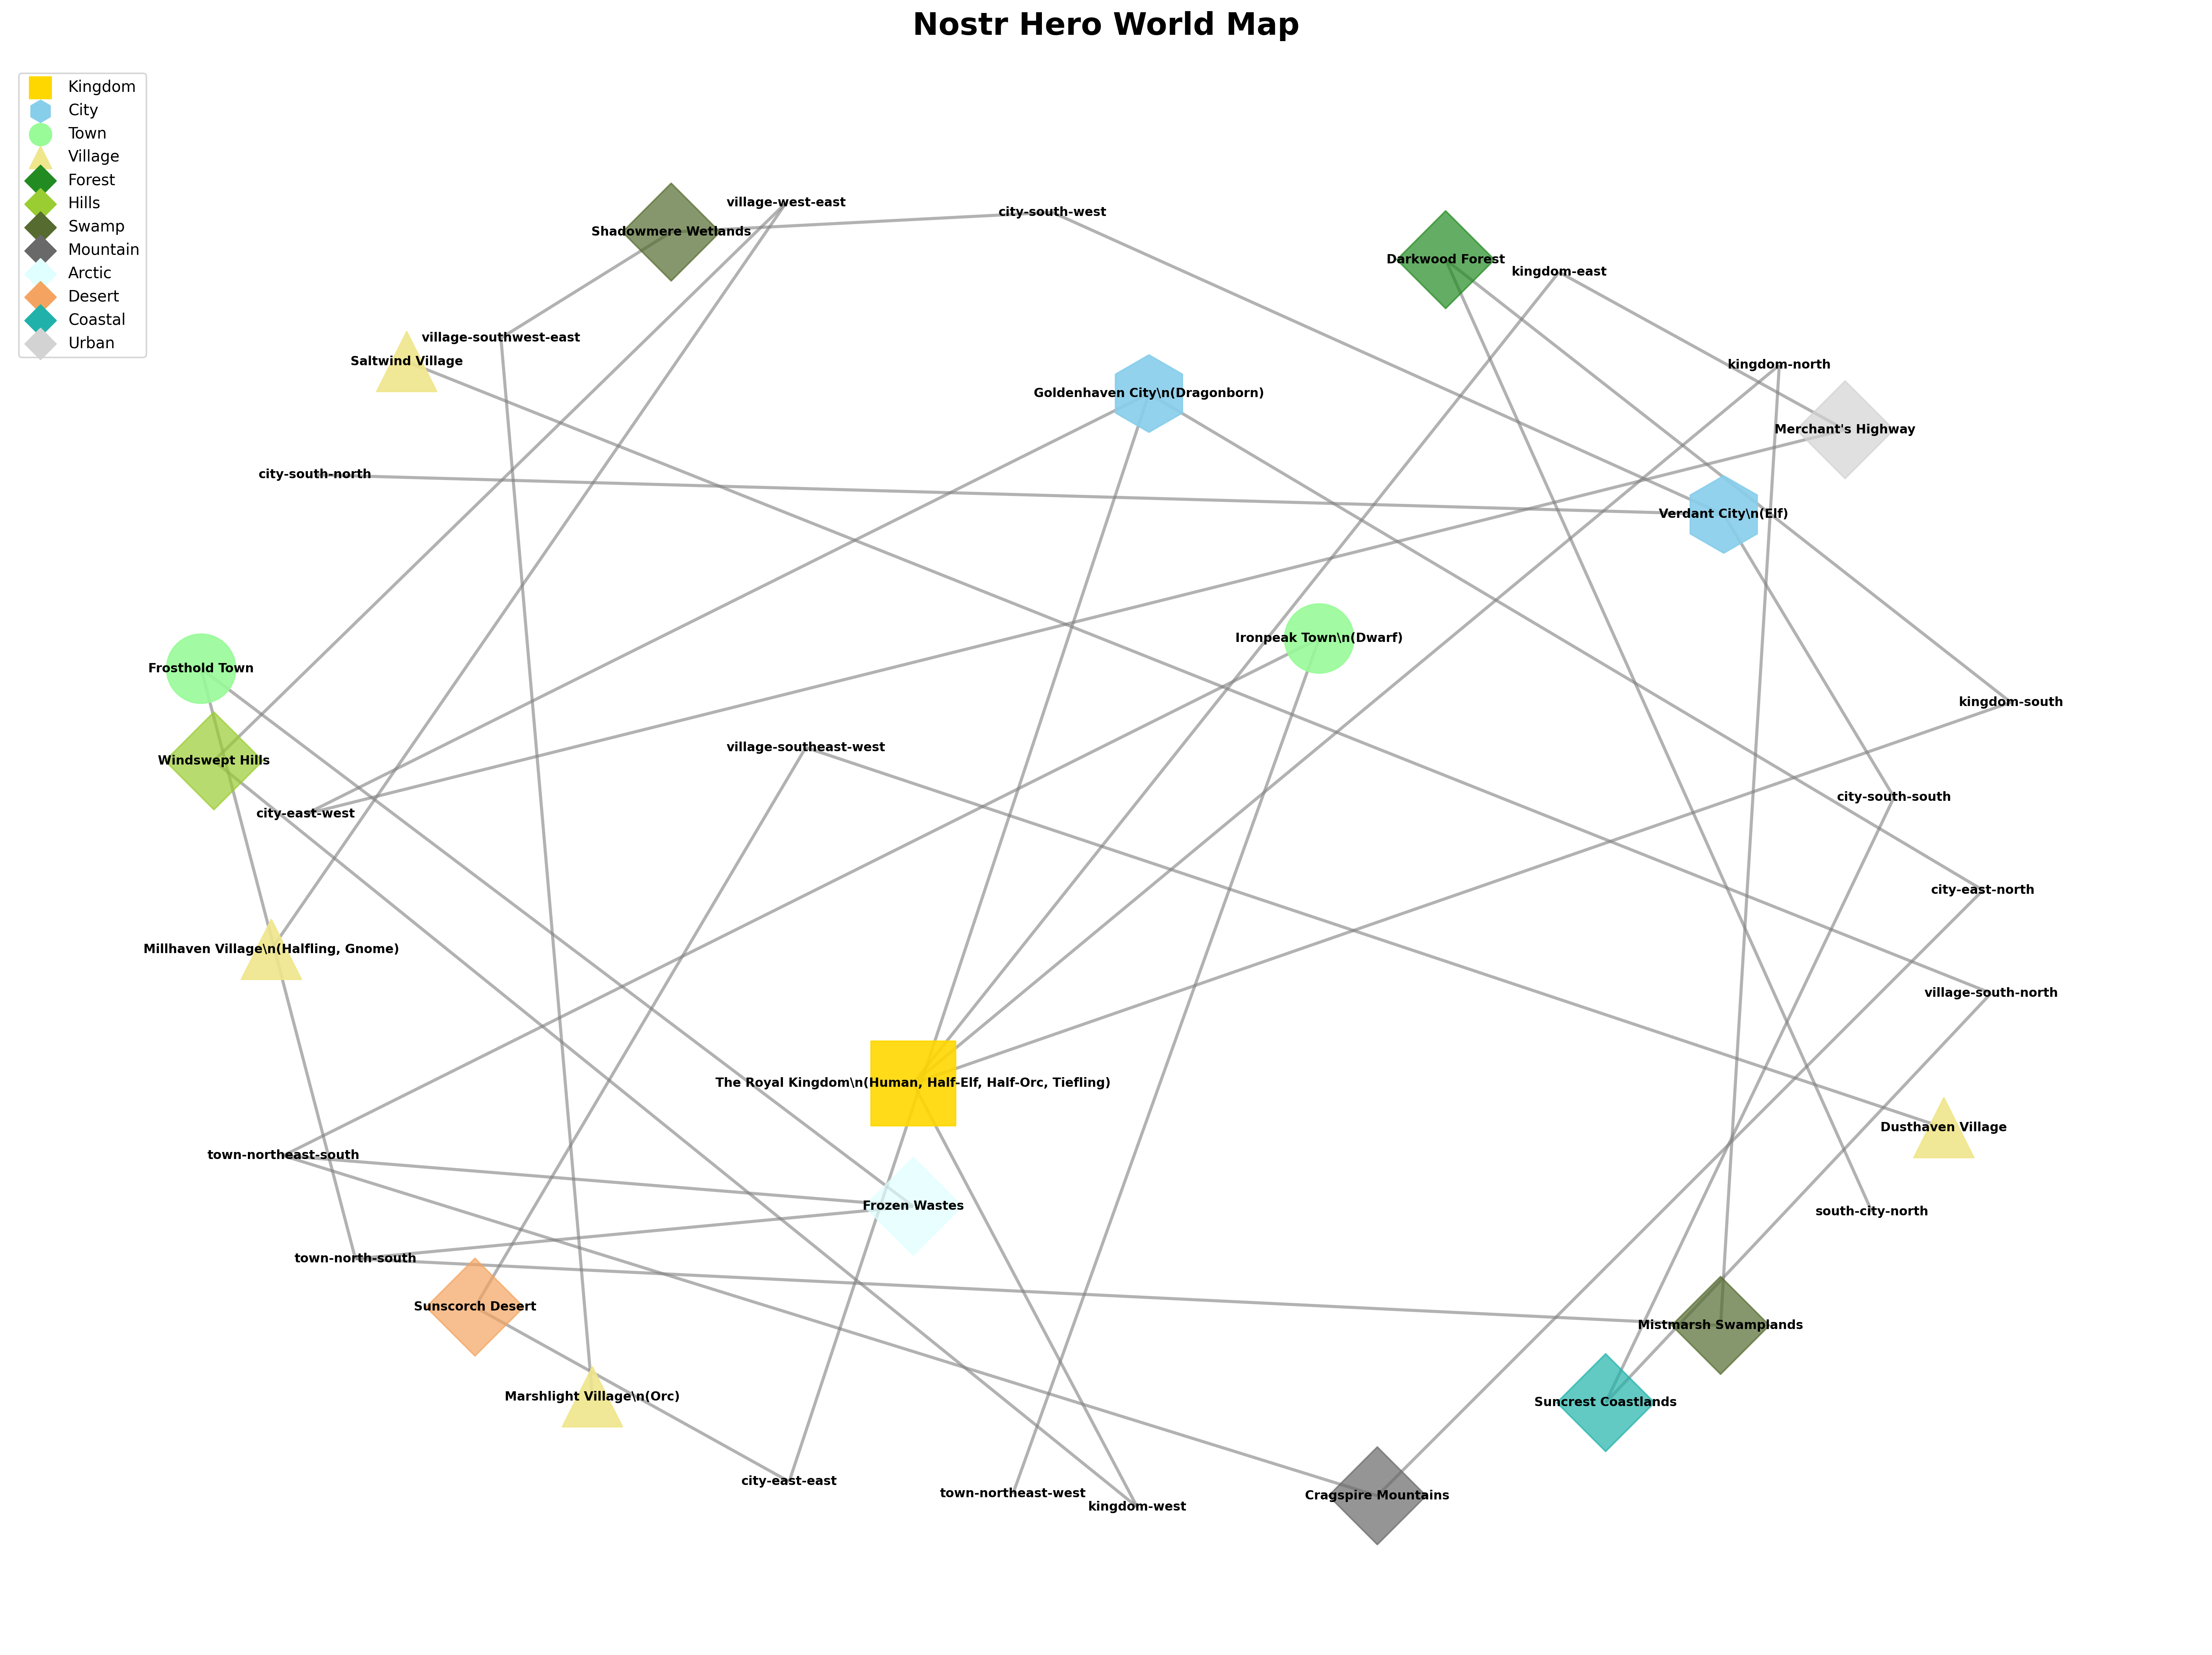 Nostr Hero World Map
Kingdom
City
Town
Village
Forest
Hills
Swamp
Mountain
Arctic
Desert
Coastal
Urban
village-west-east
city-south-west
Shadowmere Wetlands
Darkwood Forest
kingdom-east
village-southwest-east
Saltwind Village
kingdom-north
Goldenhaven City\n(Dragonborn)
Merchant's Highway
city-south-north
Verdant City\n(Elf)
Ironpeak Town\n(Dwarf)
Frosthold Town
kingdom-south
village-southeast-west
Windswept Hills
city-south-south
city-east-west
city-east-north
Millhaven Village\n(Halfling, Gnome)
village-south-north
The Royal Kingdom\n(Human, Half-Elf, Half-Orc, Tiefling)
Dusthaven Village
town-northeast-south
Frozen Wastes
south-city-north
town-north-south
Sunscorch Desert
Mistmarsh Swamplands
Marshlight Village\n(Orc)
Suncrest Coastlands
city-east-east
town-northeast-west
Cragspire Mountains
kingdom-west